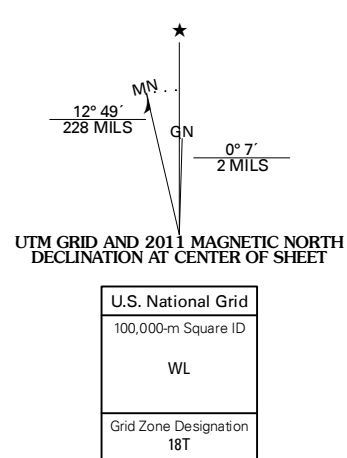 ★
MN
12° 49´
228 MILS
GN
0° 7´
2 MILS
UTM GRID AND 2011 MAGNETIC NORTH
DECLINATION AT CENTER OF SHEET
U.S. National Grid
100,000-m Square ID
WL
Grid Zone Designation
18T